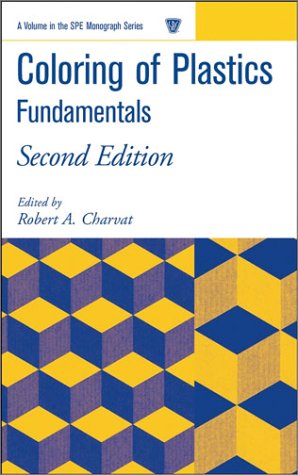 A Volume in the SPE Monograph Series
Coloring of Plastics
Fundamentals
Second Edition
Edited by
Robert A. Charvat